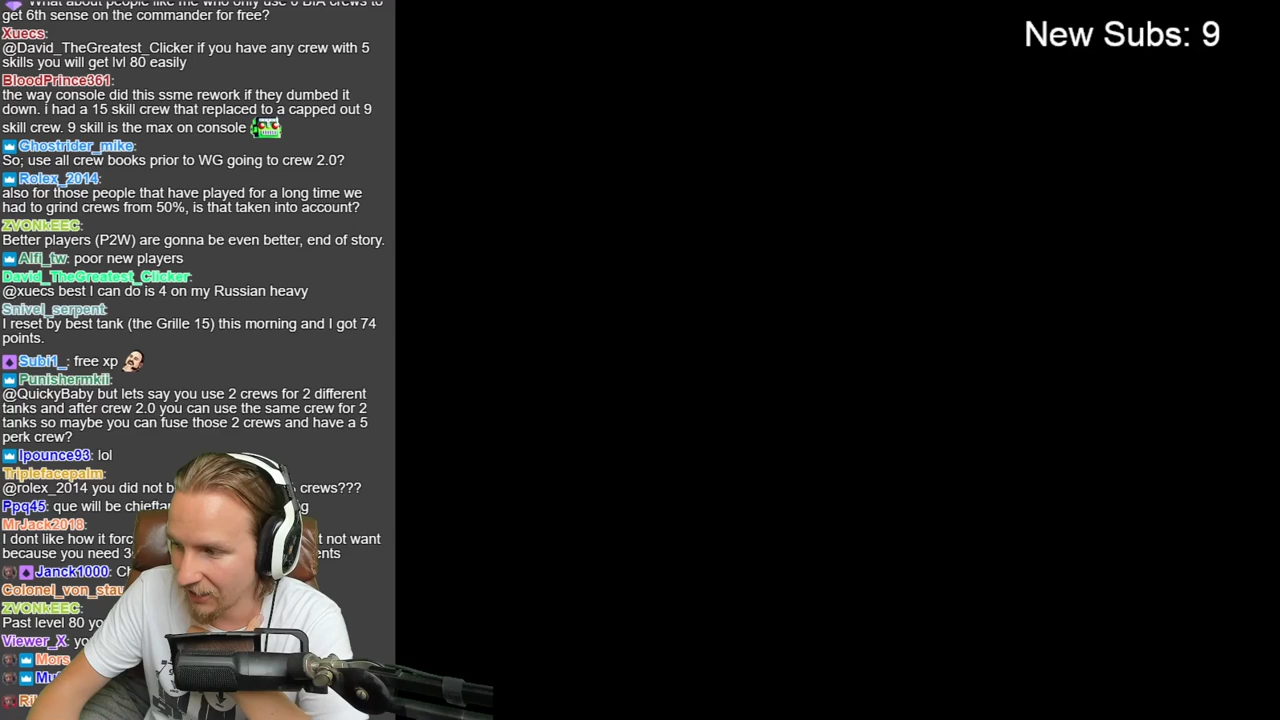 What about people like me who only use 0 BIA crews to
get 6th sense on the commander for free?
Xuecs:
@David_TheGreatest_Clicker if you have any crew with 5
skills you will get lvl 80 easily
BloodPrince361:
the way console did this ssme rework if they dumbed it
down. i had a 15 skill crew that replaced to a capped out 9
skill crew. 9 skill is the max on console
Ghostrider_mike:
So; use all crew books prior to WG going to crew 2.0?
Rolex_2014:
also for those people that have played for a long time we
had to grind crews from 50%, is that taken into account?
ZVONkEEC:
Better players (P2W) are gonna be even better, end of story.
Alfi_tw: poor new players
David_TheGreatest_Clicker:
@xuecs best I can do is 4 on my Russian heavy
Snivel_serpent:
I reset by best tank (the Grille 15) this morning and I got 74
points.
Subi1_: free xp
Punishermkii:
@QuickyBaby but lets say you use 2 crews for 2 different
tanks and after crew 2.0 you can use the same crew for 2
tanks so maybe you can fuse those 2 crews and have a 5
perk crew?
Ipounce93: lol
Triplefacepalm:
@rolex_2014 you did not crews???
Ppq45: que will be
MrJack2018:
I dont like how it not want
because you need
Janck1000:
ZVONkEEC:
Past level 80
Viewer_X:
Mors
New Subs: 9